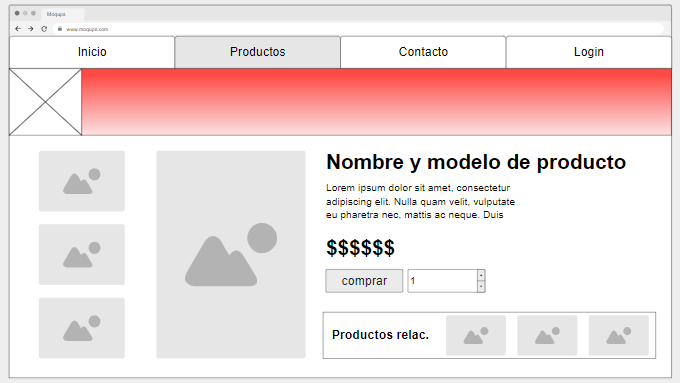 Moqups
www.moqups.com
Inicio
Productos
Contacto
Login
Nombre y modelo de producto
Lorem ipsum dolor sit amet, consectetur
adipiscing elit. Nulla quam velit, vulputate
eu pharetra nec, mattis ac neque. Duis
$$$$$$
comprar
1
Productos relac.